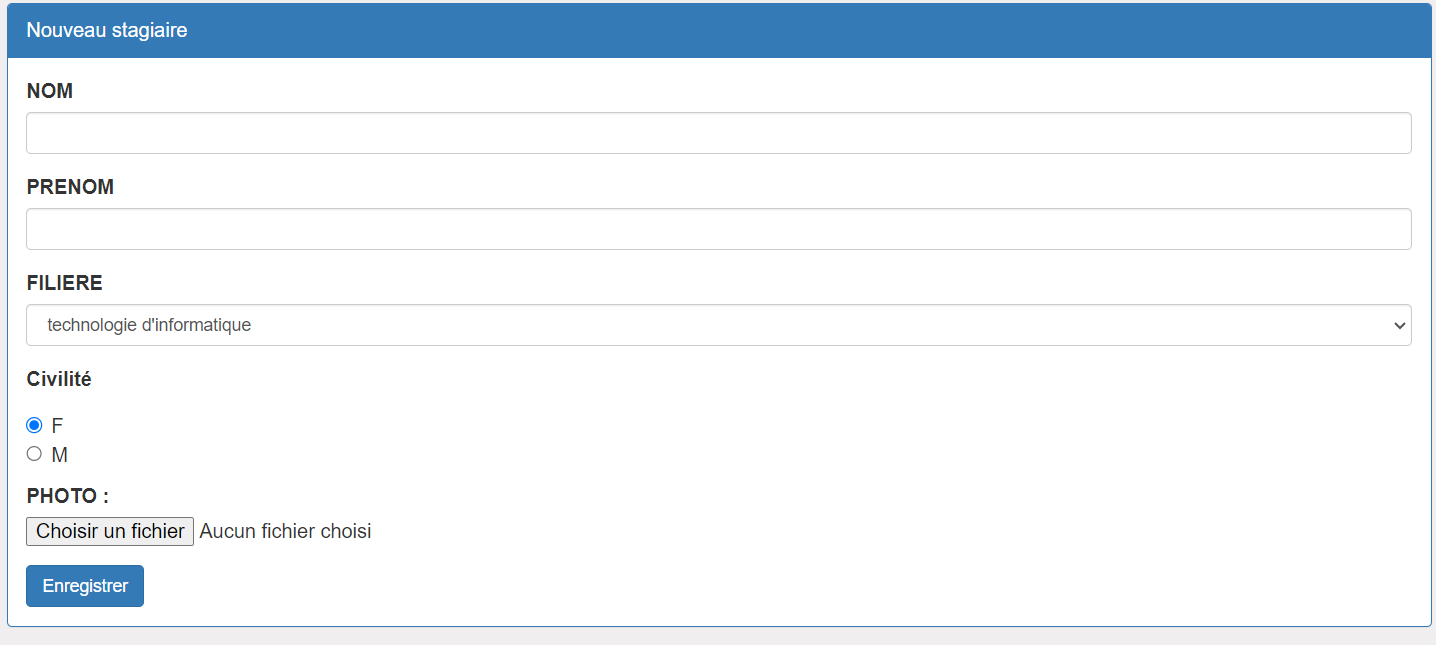 Nouveau stagiaire
NOM
PRENOM
FILIERE
technologie d'informatique
Civilité
F
M
PHOTO :
Choisir un fichier Aucun fichier choisi
Enregistrer